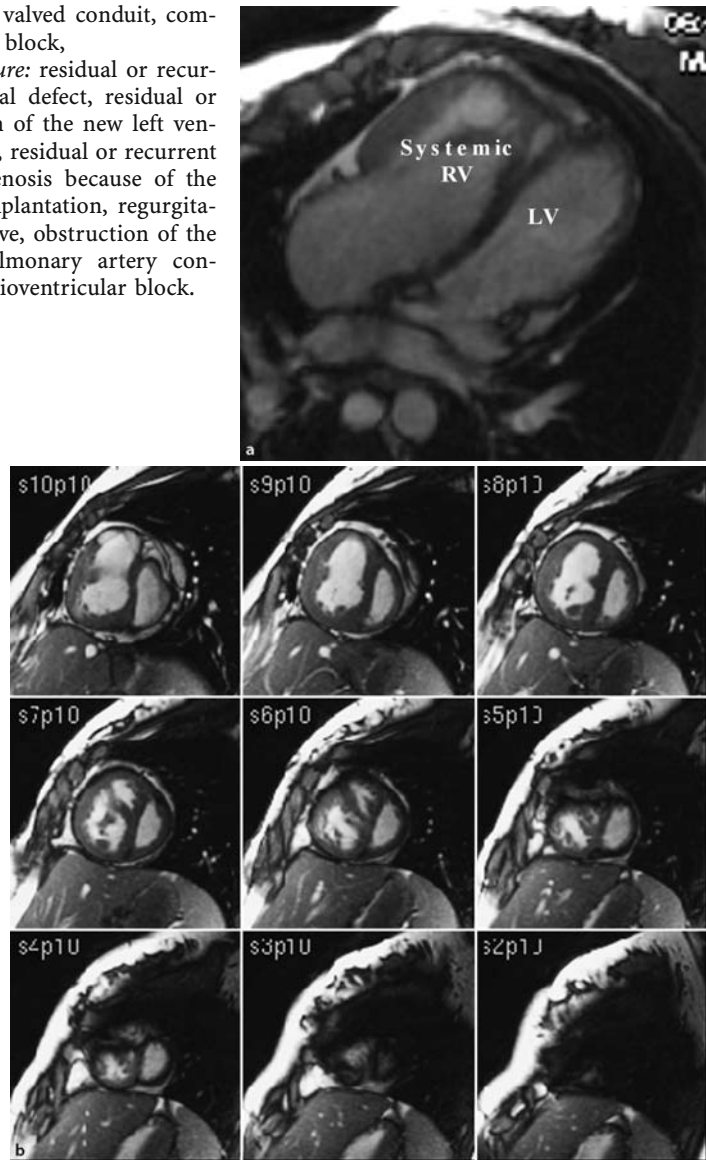 valved conduit, com-
block,
ure: residual or recur-
al defect, residual or
n of the new left ven-
, residual or recurrent
enosis because of the
plantation, regurgita-
ve, obstruction of the
lmonary artery con-
ioventricular block.
Systemic
RV
LV
a
s10p10
s9p10
s8p10
s7p10
s6p10
s5p10
s4p10
s3p10
s2p10
b